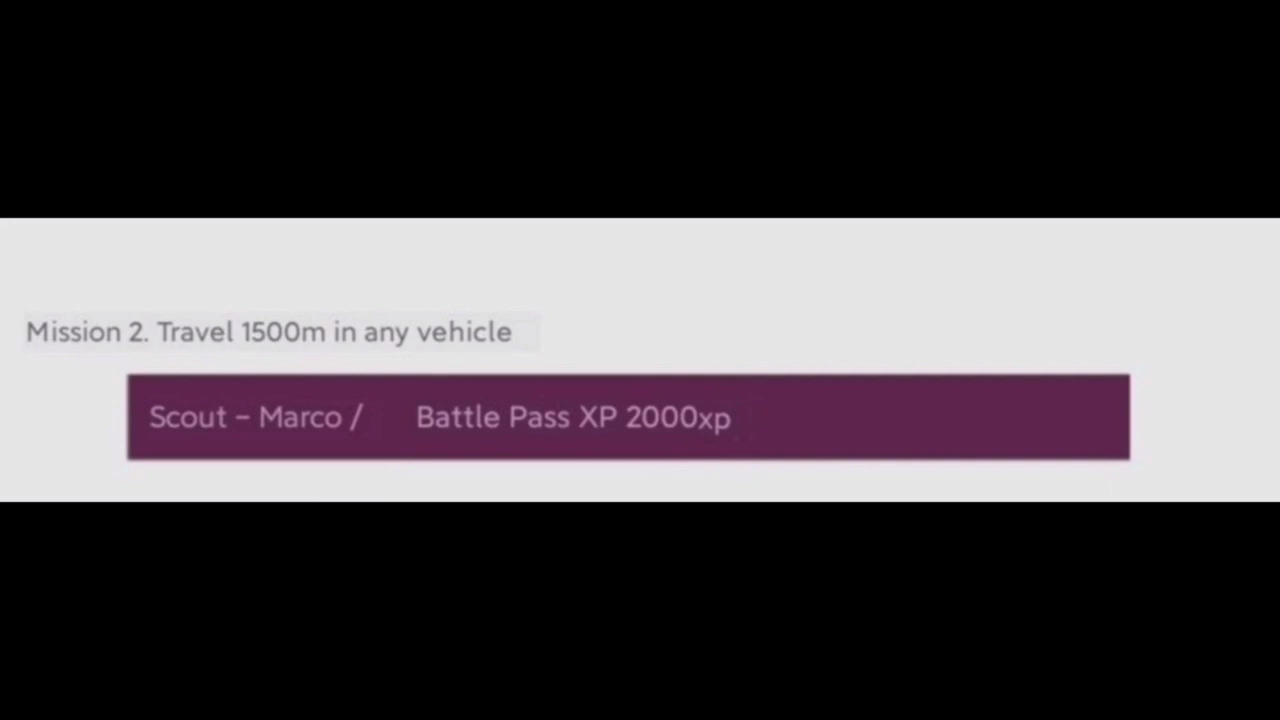 Mission 2. Travel 1500m in any vehicle
Scout – Marco / Battle Pass XP 2000xp